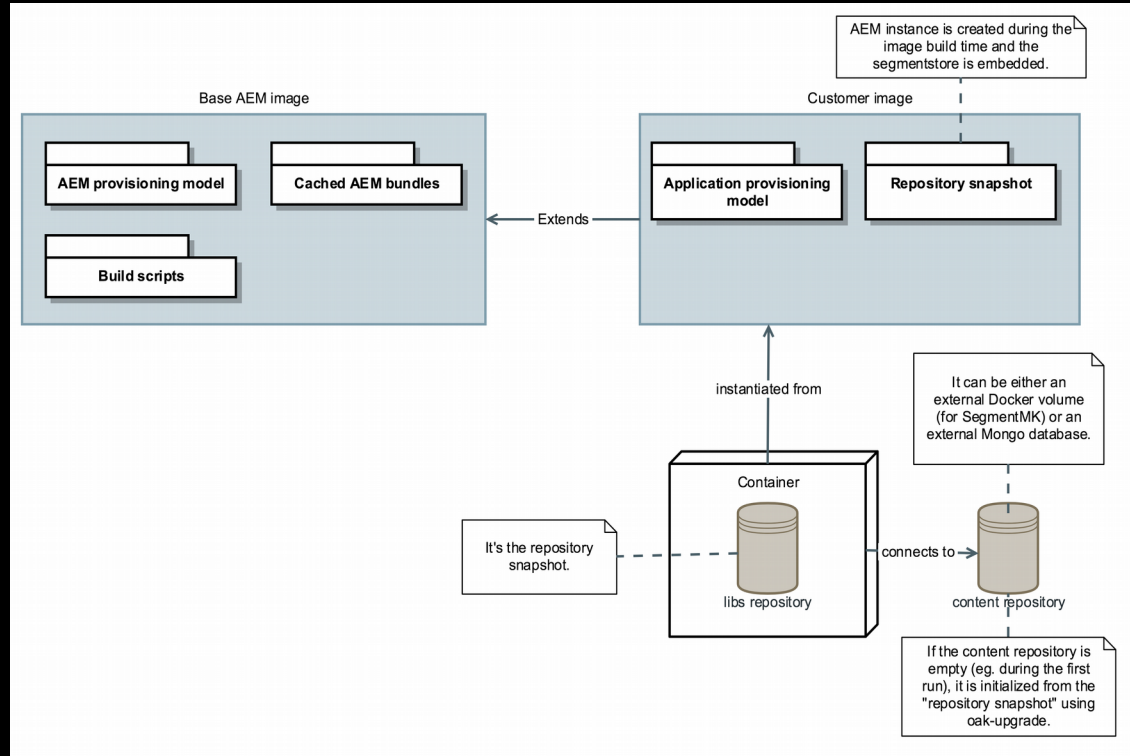 AEM instance is created during the
image build time and the
segmentstore is embedded.
Base AEM image
Customer image
AEM provisioning model
Cached AEM bundles
Application provisioning
model
Repository snapshot
Extends
Build scripts
instantiated from
It can be either an
external Docker volume
(for SegmentMK) or an
external Mongo database.
Container
It's the repository
snapshot.
connects to
libs repository
content repository
If the content repository is
empty (eg. during the first
run), it is initialized from the
"repository snapshot" using
oak-upgrade.